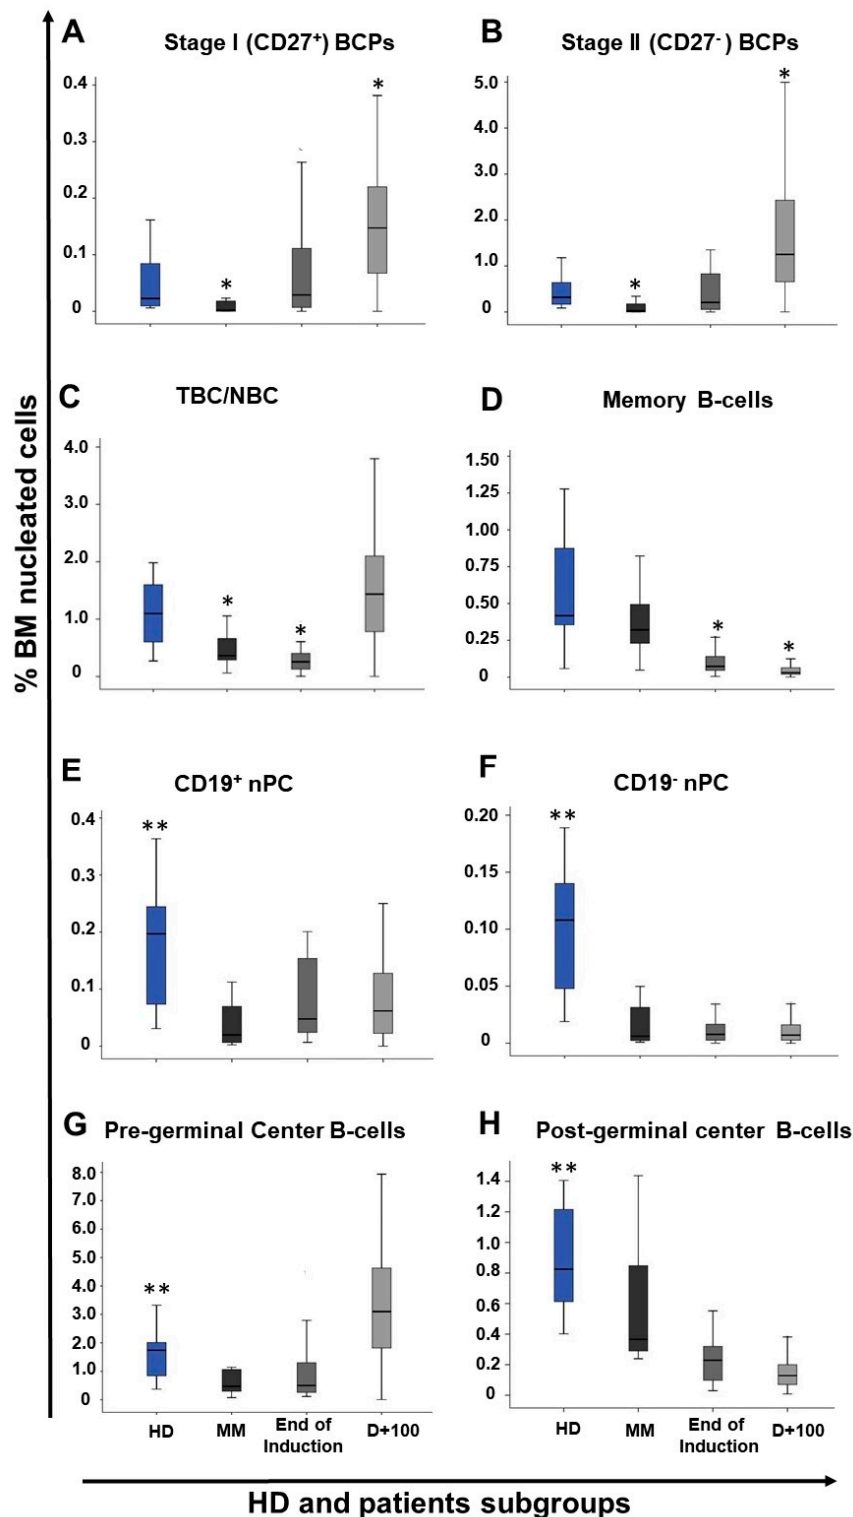 % BM nucleated cells
A
Stage I (CD27⁺) BCPs
*
0.4
0.3
0.2
0.1
0
*
B
Stage II (CD27⁻) BCPs
*
5.0
4.0
3.0
2.0
1.0
0
*
C
TBC/NBC
4.0
3.0
2.0
1.0
0
*
*
D
Memory B-cells
1.50
1.25
1.00
0.75
0.50
0.25
0
*
*
E
CD19⁺ nPC
0.4
0.3
0.2
0.1
0
**
F
CD19⁻ nPC
0.20
0.15
0.10
0.05
0
**
G
Pre-germinal Center B-cells
8.0
7.0
6.0
5.0
4.0
3.0
2.0
1.0
0
**
HD
MM
End of
Induction
D+100
H
Post-germinal center B-cells
1.4
1.2
1.0
0.8
0.6
0.4
0.2
0
**
HD
MM
End of
Induction
D+100
HD and patients subgroups